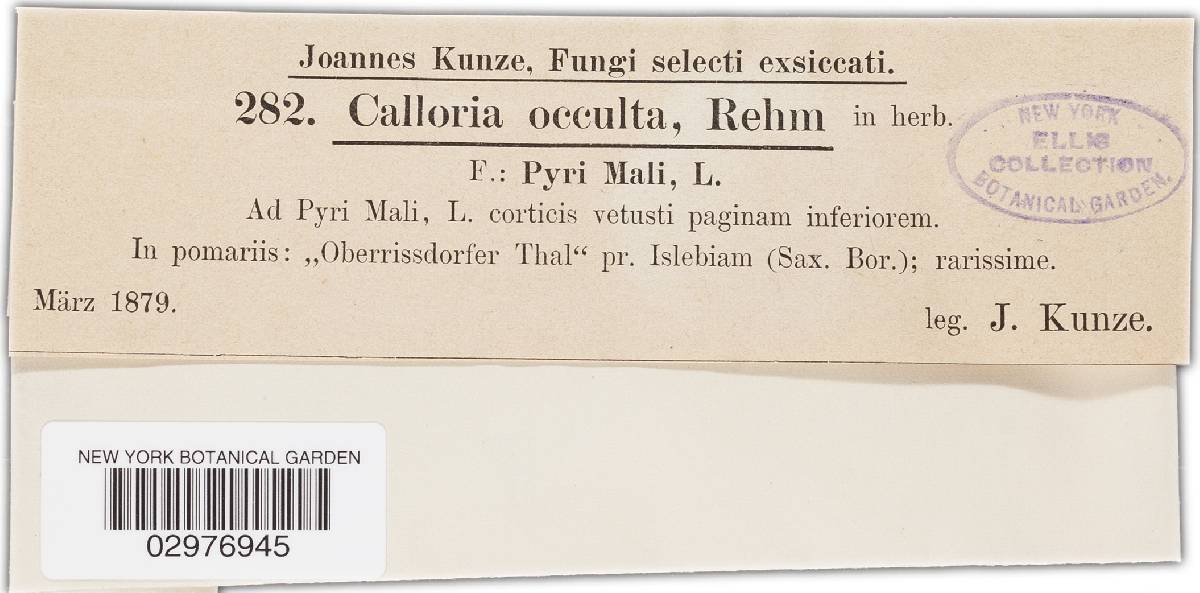 Joannes Kunze, Fungi selecti exsiccati.
282. Calloria occulta, Rehm in herb.
F.: Pyri Mali, L.
Ad Pyri Mali, L. corticis vetusti paginam inferiorem.
In pomariis: „Oberrissdorfer Thal“ pr. Islebiam (Sax. Bor.); rarissime.
März 1879.
leg. J. Kunze.
NEW YORK
ELLIS
COLLECTION
BOTANICAL GARDEN.
NEW YORK BOTANICAL GARDEN
02976945